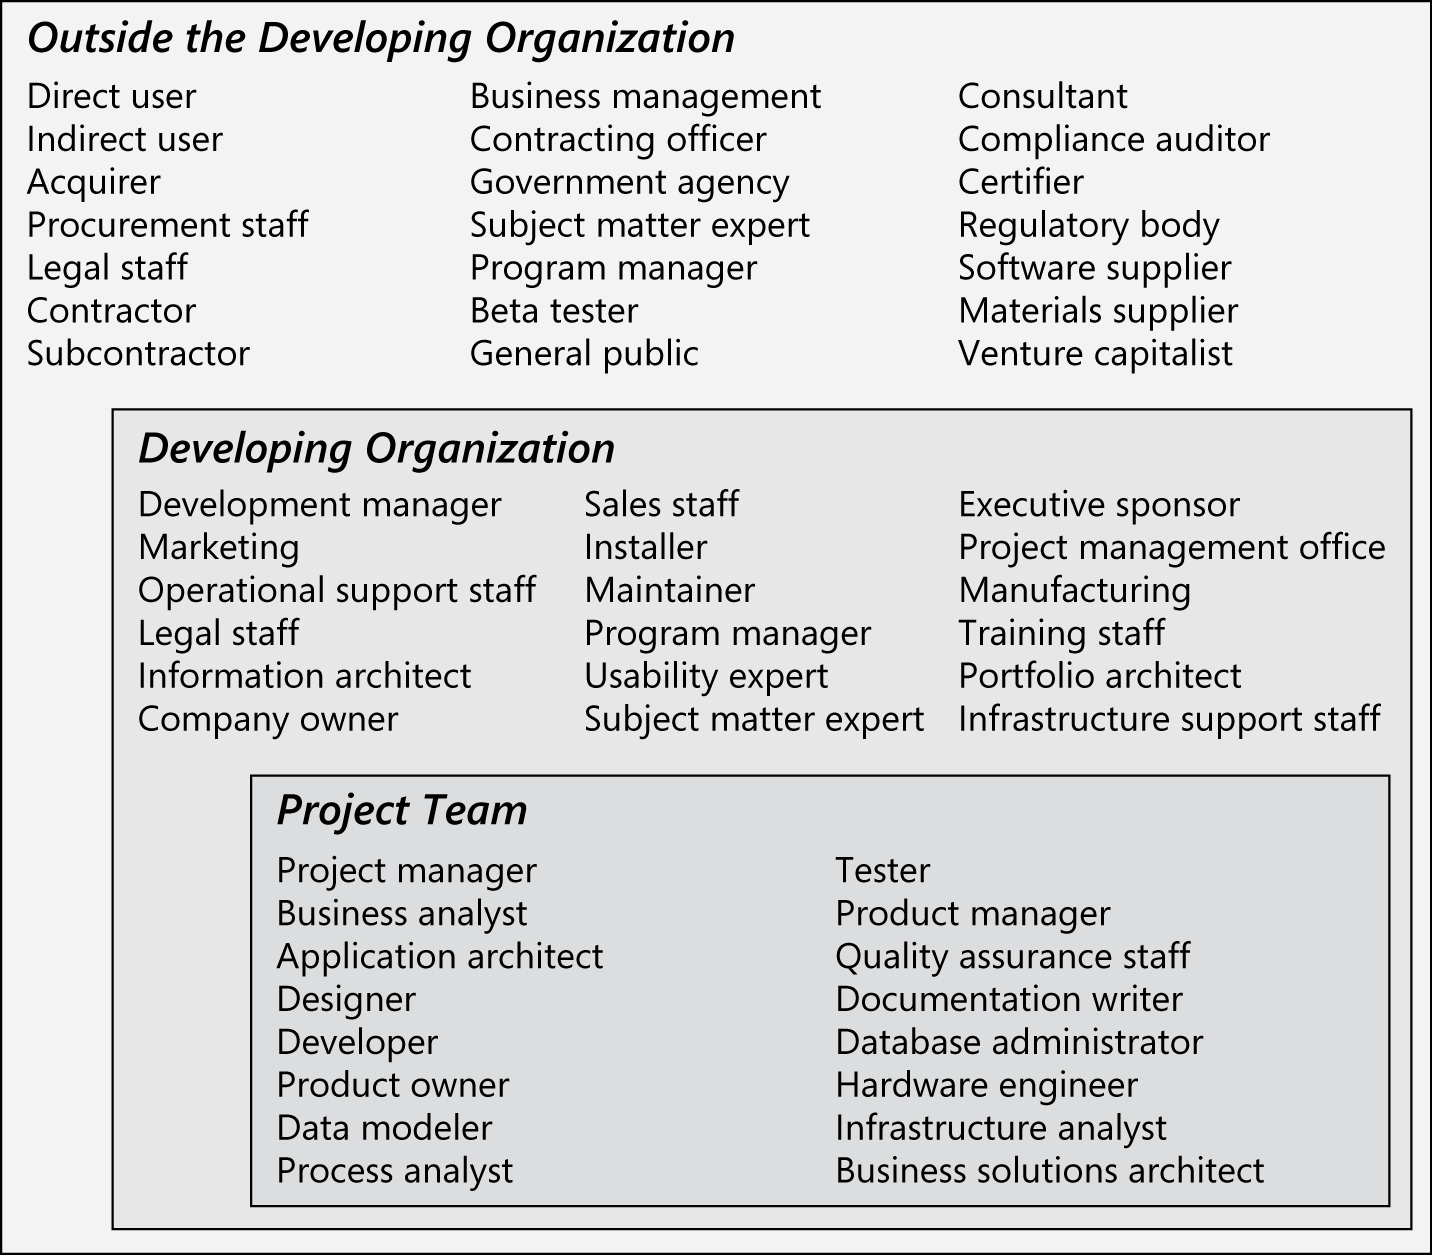 Outside the Developing Organization
Direct user
Indirect user
Acquirer
Procurement staff
Legal staff
Contractor
Subcontractor
Business management
Contracting officer
Government agency
Subject matter expert
Program manager
Beta tester
General public
Consultant
Compliance auditor
Certifier
Regulatory body
Software supplier
Materials supplier
Venture capitalist
Developing Organization
Development manager
Marketing
Operational support staff
Legal staff
Information architect
Company owner
Sales staff
Installer
Maintainer
Program manager
Usability expert
Subject matter expert
Executive sponsor
Project management office
Manufacturing
Training staff
Portfolio architect
Infrastructure support staff
Project Team
Project manager
Business analyst
Application architect
Designer
Developer
Product owner
Data modeler
Process analyst
Tester
Product manager
Quality assurance staff
Documentation writer
Database administrator
Hardware engineer
Infrastructure analyst
Business solutions architect